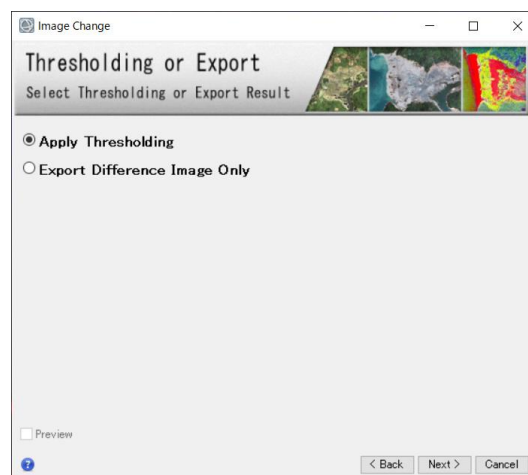 Image Change
Thresholding or Export
Select Thresholding or Export Result
Apply Thresholding
Export Difference Image Only
Preview
?
< Back Next > Cancel